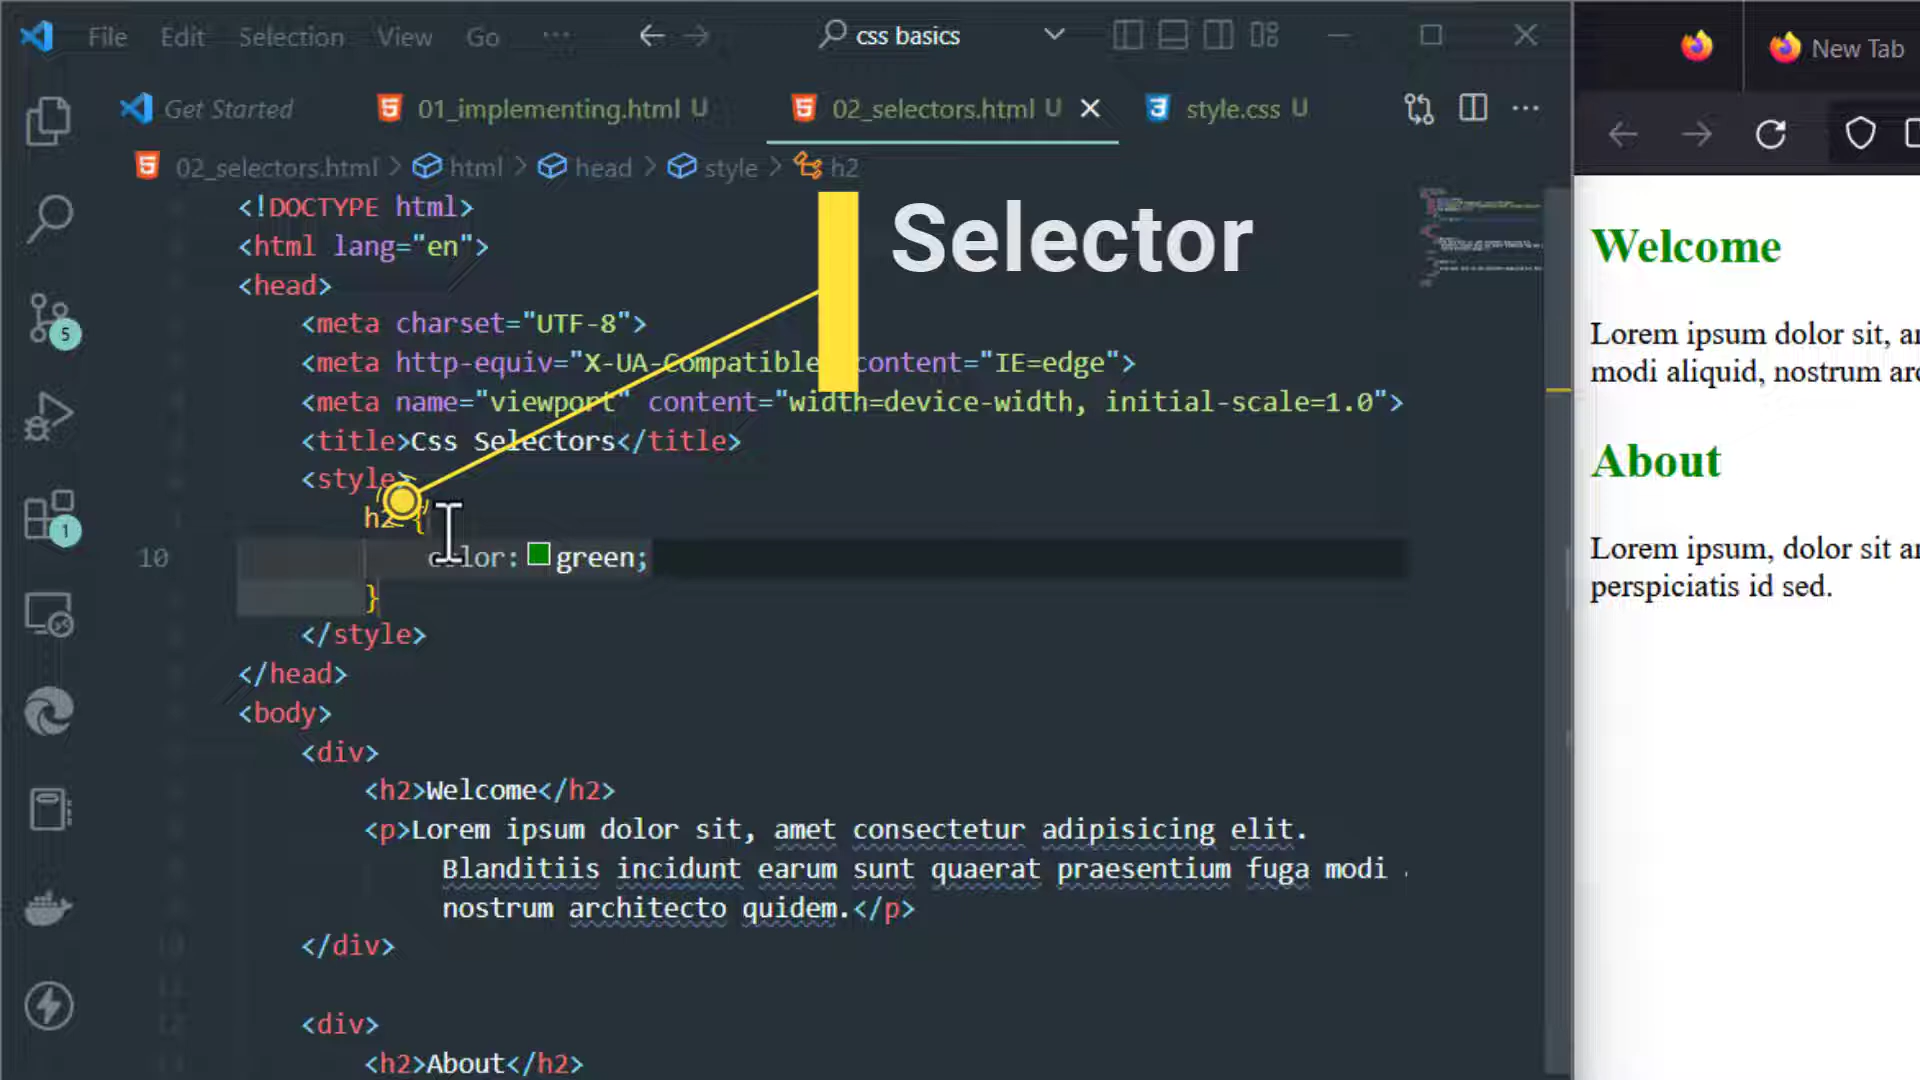 File Edit Selection View Go ... css basics
New Tab
Get Started 01_implementing.html U 02_selectors.html U style.css U
02_selectors.html > html > head > style > h2
Selector
<!DOCTYPE html>
<html lang="en">
<head>
<meta charset="UTF-8">
<meta http-equiv="X-UA-Compatible content="IE=edge">
<meta name="viewport" content="width=device-width, initial-scale=1.0">
<title>Css Selectors</title>
<style>
h2 {
10 color: green;
}
</style>
</head>
<body>
<div>
<h2>Welcome</h2>
<p>Lorem ipsum dolor sit, amet consectetur adipisicing elit.
Blanditiis incidunt earum sunt quaerat praesentium fuga modi
nostrum architecto quidem.</p>
</div>
<div>
<h2>About</h2>
5
1
Welcome
Lorem ipsum dolor sit,
modi aliquid, nostrum
About
Lorem ipsum, dolor sit
perspiciatis id sed.